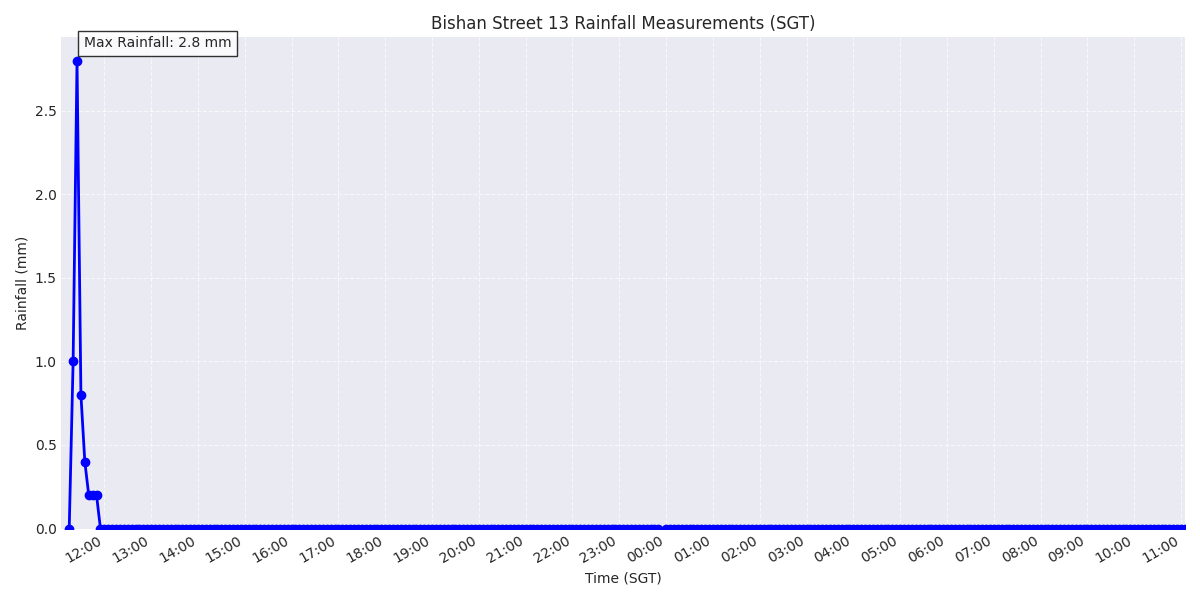 Bishan Street 13 Rainfall Measurements (SGT)
Max Rainfall: 2.8 mm
2.5
2.0
1.5
1.0
0.5
0.0
Rainfall (mm)
12:00 13:00 14:00 15:00 16:00 17:00 18:00 19:00 20:00 21:00 22:00 23:00 00:00 01:00 02:00 03:00 04:00 05:00 06:00 07:00 08:00 09:00 10:00 11:00
Time (SGT)